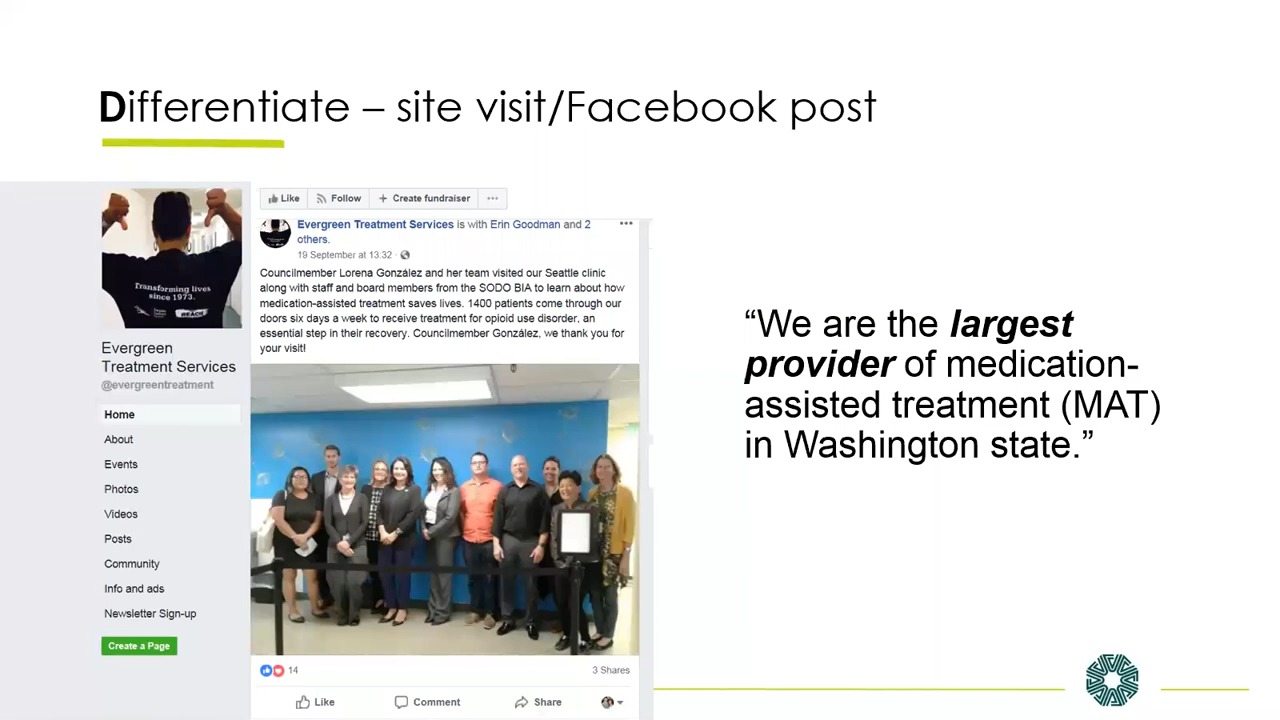 Differentiate – site visit/Facebook post
Transforming lives
since 1973.
REACH
Evergreen
Treatment Services
@evergreentreatment
Home
About
Events
Photos
Videos
Posts
Community
Info and ads
Newsletter Sign-up
Create a Page
Like
Follow
Create fundraiser
Evergreen Treatment Services is with Erin Goodman and 2
others.
19 September at 13:32
Councilmember Lorena González and her team visited our Seattle clinic
along with staff and board members from the SODO BIA to learn about how
medication-assisted treatment saves lives. 1400 patients come through our
doors six days a week to receive treatment for opioid use disorder, an
essential step in their recovery. Councilmember González, we thank you for
your visit!
14
3 Shares
Like
Comment
Share
“We are the largest
provider of medication-
assisted treatment (MAT)
in Washington state.”